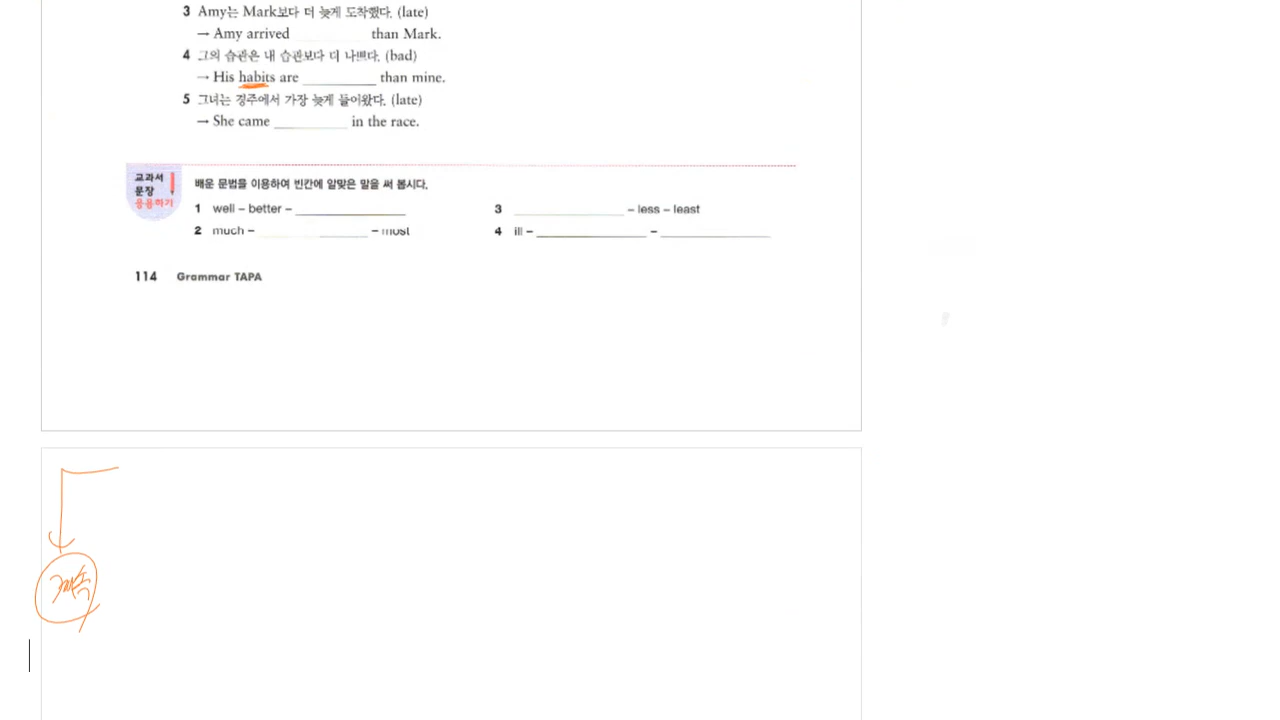 3 Amy는 Mark보다 더 늦게 도착했다. (late)
→ Amy arrived ________ than Mark.
4 그의 습관은 내 습관보다 더 나쁘다. (bad)
→ His habits are ________ than mine.
5 그녀는 경주에서 가장 늦게 들어왔다. (late)
→ She came ________ in the race.
교과서
문장
응용하기
배운 문법을 이용하여 빈칸에 알맞은 말을 써 봅시다.
1 well – better – ________
2 much – ________ – most
3 ________ – less – least
4 ill – ________ – ________
114 Grammar TAPA
계속